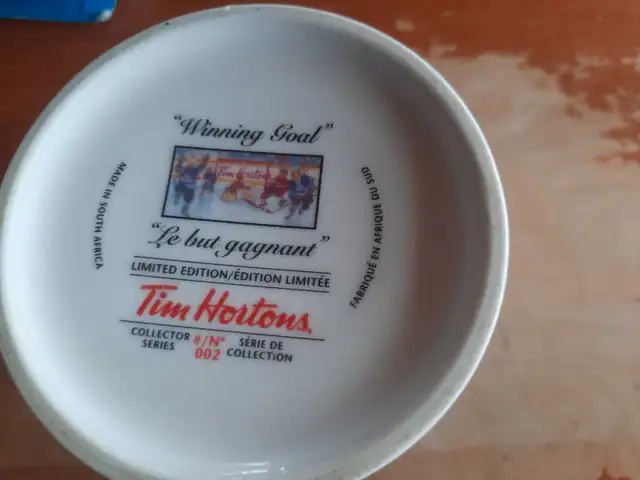 "Winning Goal"
Tim Hortons
"Le but gagnant"
MADE IN SOUTH AFRICA
FABRIQUÉ EN AFRIQUE DU SUD
LIMITED EDITION/ÉDITION LIMITÉE
Tim Hortons
COLLECTOR SERIES
#/Nº 002
SÉRIE DE COLLECTION